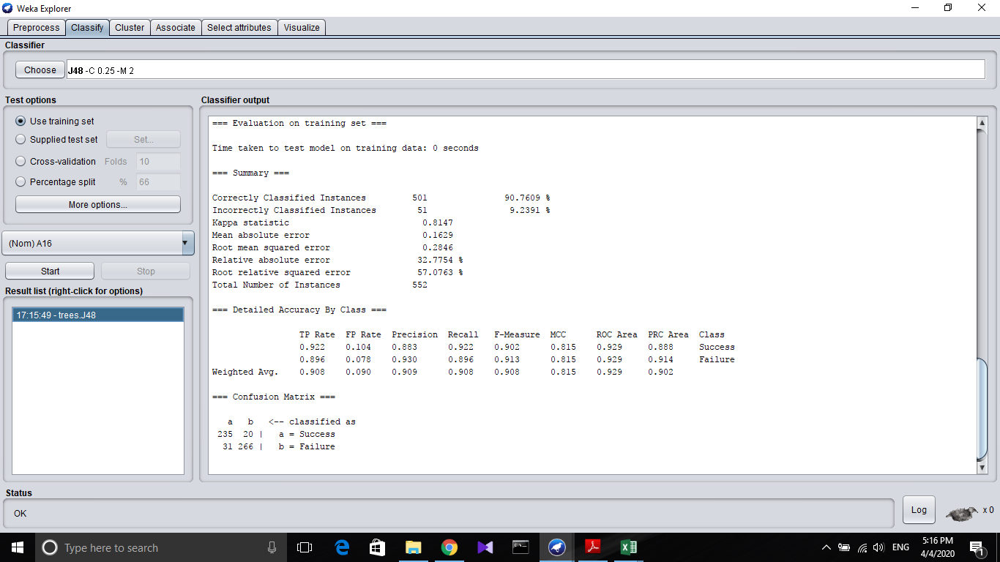 Weka Explorer
Preprocess Classify Cluster Associate Select attributes Visualize
Classifier
Choose J48 -C 0.25 -M 2
Test options
Use training set
Supplied test set Set...
Cross-validation Folds 10
Percentage split % 66
More options...
(Nom) A16
Start Stop
Result list (right-click for options)
17:15:49 - trees.J48
Classifier output
=== Evaluation on training set ===
Time taken to test model on training data: 0 seconds
=== Summary ===
Correctly Classified Instances 501 90.7609 %
Incorrectly Classified Instances 51 9.2391 %
Kappa statistic 0.8147
Mean absolute error 0.1629
Root mean squared error 0.2846
Relative absolute error 32.7754 %
Root relative squared error 57.0763 %
Total Number of Instances 552
=== Detailed Accuracy By Class ===
TP Rate FP Rate Precision Recall F-Measure MCC ROC Area PRC Area Class
0.922 0.104 0.883 0.922 0.902 0.815 0.929 0.888 Success
0.896 0.078 0.930 0.896 0.913 0.815 0.929 0.914 Failure
Weighted Avg. 0.908 0.090 0.909 0.908 0.908 0.815 0.929 0.902
=== Confusion Matrix ===
a b <-- classified as
235 20 | a = Success
31 266 | b = Failure
Status
OK
Log x 0
Type here to search
ENG
5:16 PM
4/4/2020
1